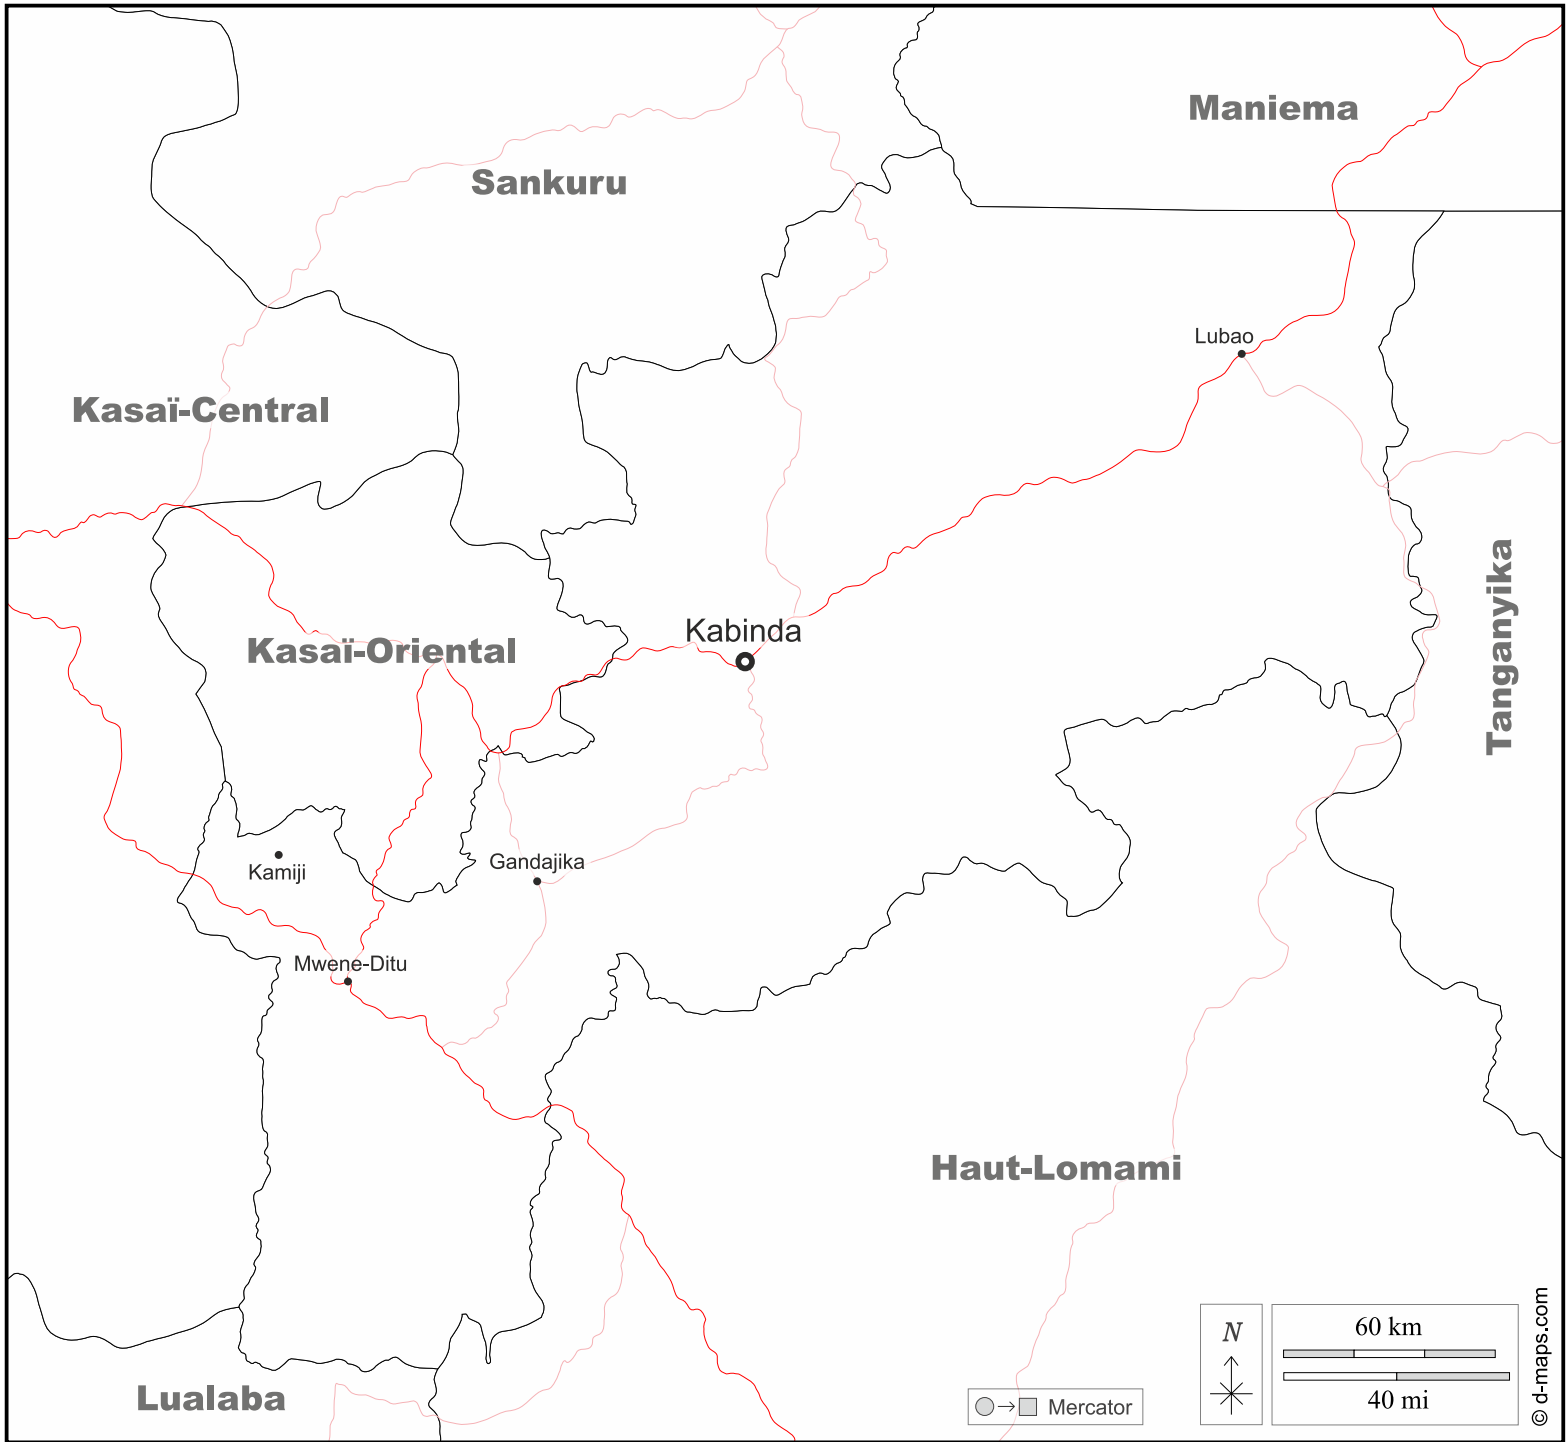 Maniema
Sankuru
Lubao
Kasaï-Central
Tanganyika
Kabinda
Kasaï-Oriental
Gandajika
Kamiji
Mwene-Ditu
Haut-Lomami
Lualaba
Mercator
N
60 km
40 mi
© d-maps.com